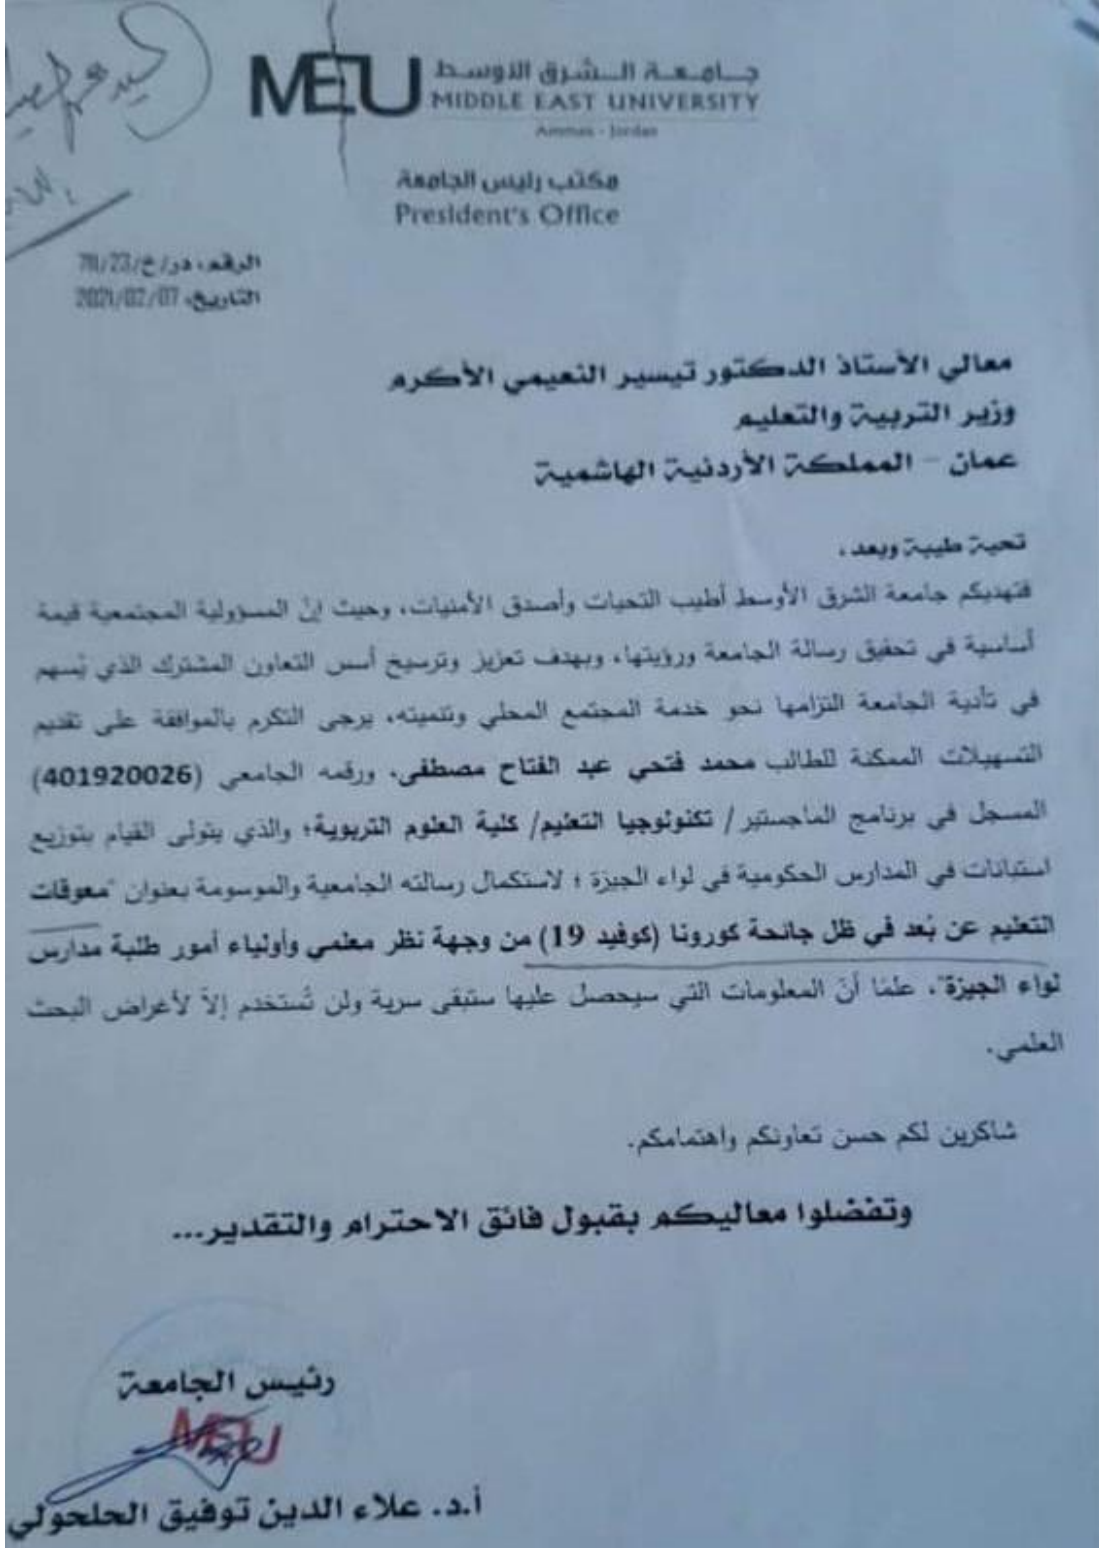 جامعة الشرق الأوسط
MEU
MIDDLE EAST UNIVERSITY
Amman - Jordan
مكتب رئيس الجامعة
President's Office
الرقم: در/خ/23/78
التاريخ: 2021/02/07
معالي الأستاذ الدكتور تيسير النعيمي الأكرم
وزير التربية والتعليم
عمان - المملكة الأردنية الهاشمية
تحية طيبة وبعد،
فتهديكم جامعة الشرق الأوسط أطيب التحيات وأصدق الأمنيات، وحيث إنّ المسؤولية المجتمعية قيمة
أساسية في تحقيق رسالة الجامعة ورؤيتها، وبهدف تعزيز وترسيخ أسس التعاون المشترك الذي يُسهم
في تأدية الجامعة التزامها نحو خدمة المجتمع المحلي وتنميته، يرجى التكرم بالموافقة على تقديم
التسهيلات الممكنة للطالب محمد فتحي عبد الفتاح مصطفى، ورقمه الجامعي (401920026)
المسجل في برنامج الماجستير/ تكنولوجيا التعليم/ كلية العلوم التربوية؛ والذي يتولى القيام بتوزيع
استبانات في المدارس الحكومية في لواء الجيزة ؛ لاستكمال رسالته الجامعية والموسومة بعنوان "معوقات
التعليم عن بُعد في ظل جائحة كورونا (كوفيد 19) من وجهة نظر معلمي وأولياء أمور طلبة مدارس
لواء الجيزة"، علمًا أنّ المعلومات التي سيحصل عليها ستبقى سرية ولن تُستخدم إلاّ لأغراض البحث
العلمي.
شاكرين لكم حسن تعاونكم واهتمامكم.
وتفضلوا معاليكم بقبول فائق الاحترام والتقدير...
رئيس الجامعة
MEU
أ.د. علاء الدين توفيق الحلحولي